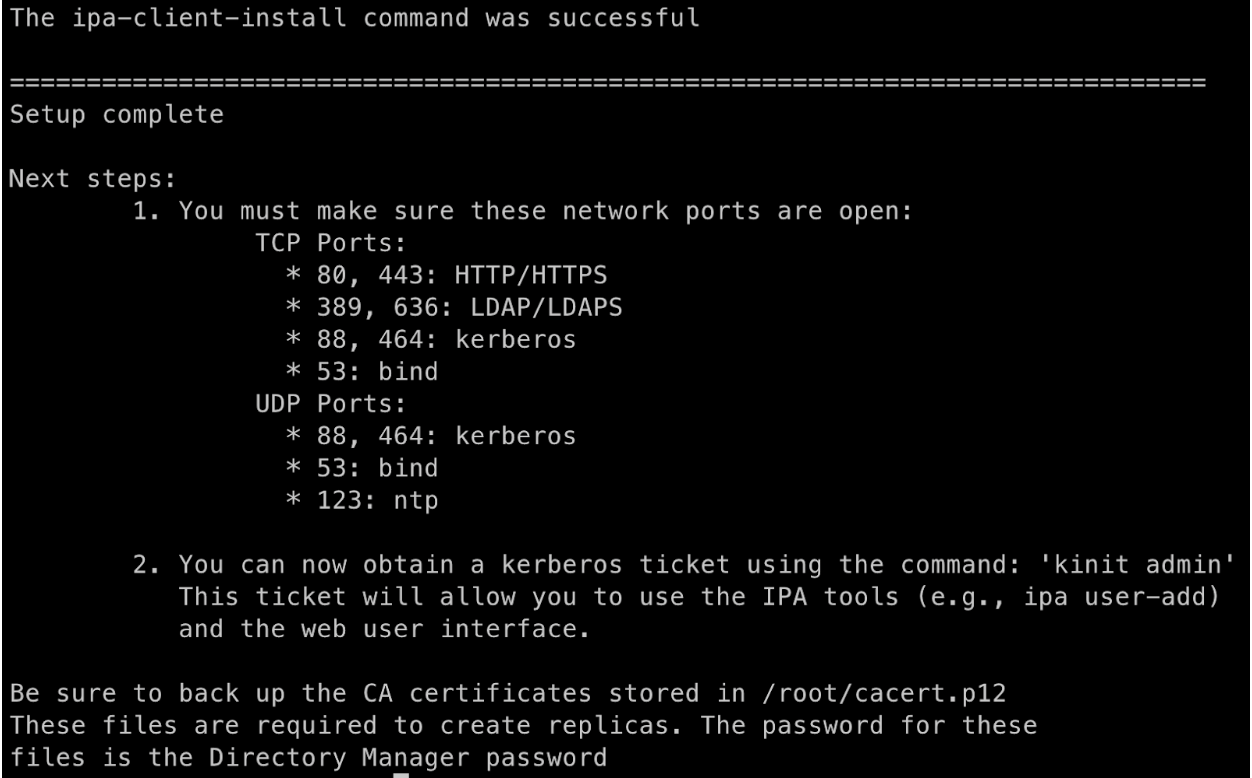 The ipa-client-install command was successful
==============================================================================
Setup complete
Next steps:
1. You must make sure these network ports are open:
TCP Ports:
* 80, 443: HTTP/HTTPS
* 389, 636: LDAP/LDAPS
* 88, 464: kerberos
* 53: bind
UDP Ports:
* 88, 464: kerberos
* 53: bind
* 123: ntp
2. You can now obtain a kerberos ticket using the command: 'kinit admin'
This ticket will allow you to use the IPA tools (e.g., ipa user-add)
and the web user interface.
Be sure to back up the CA certificates stored in /root/cacert.p12
These files are required to create replicas. The password for these
files is the Directory Manager password